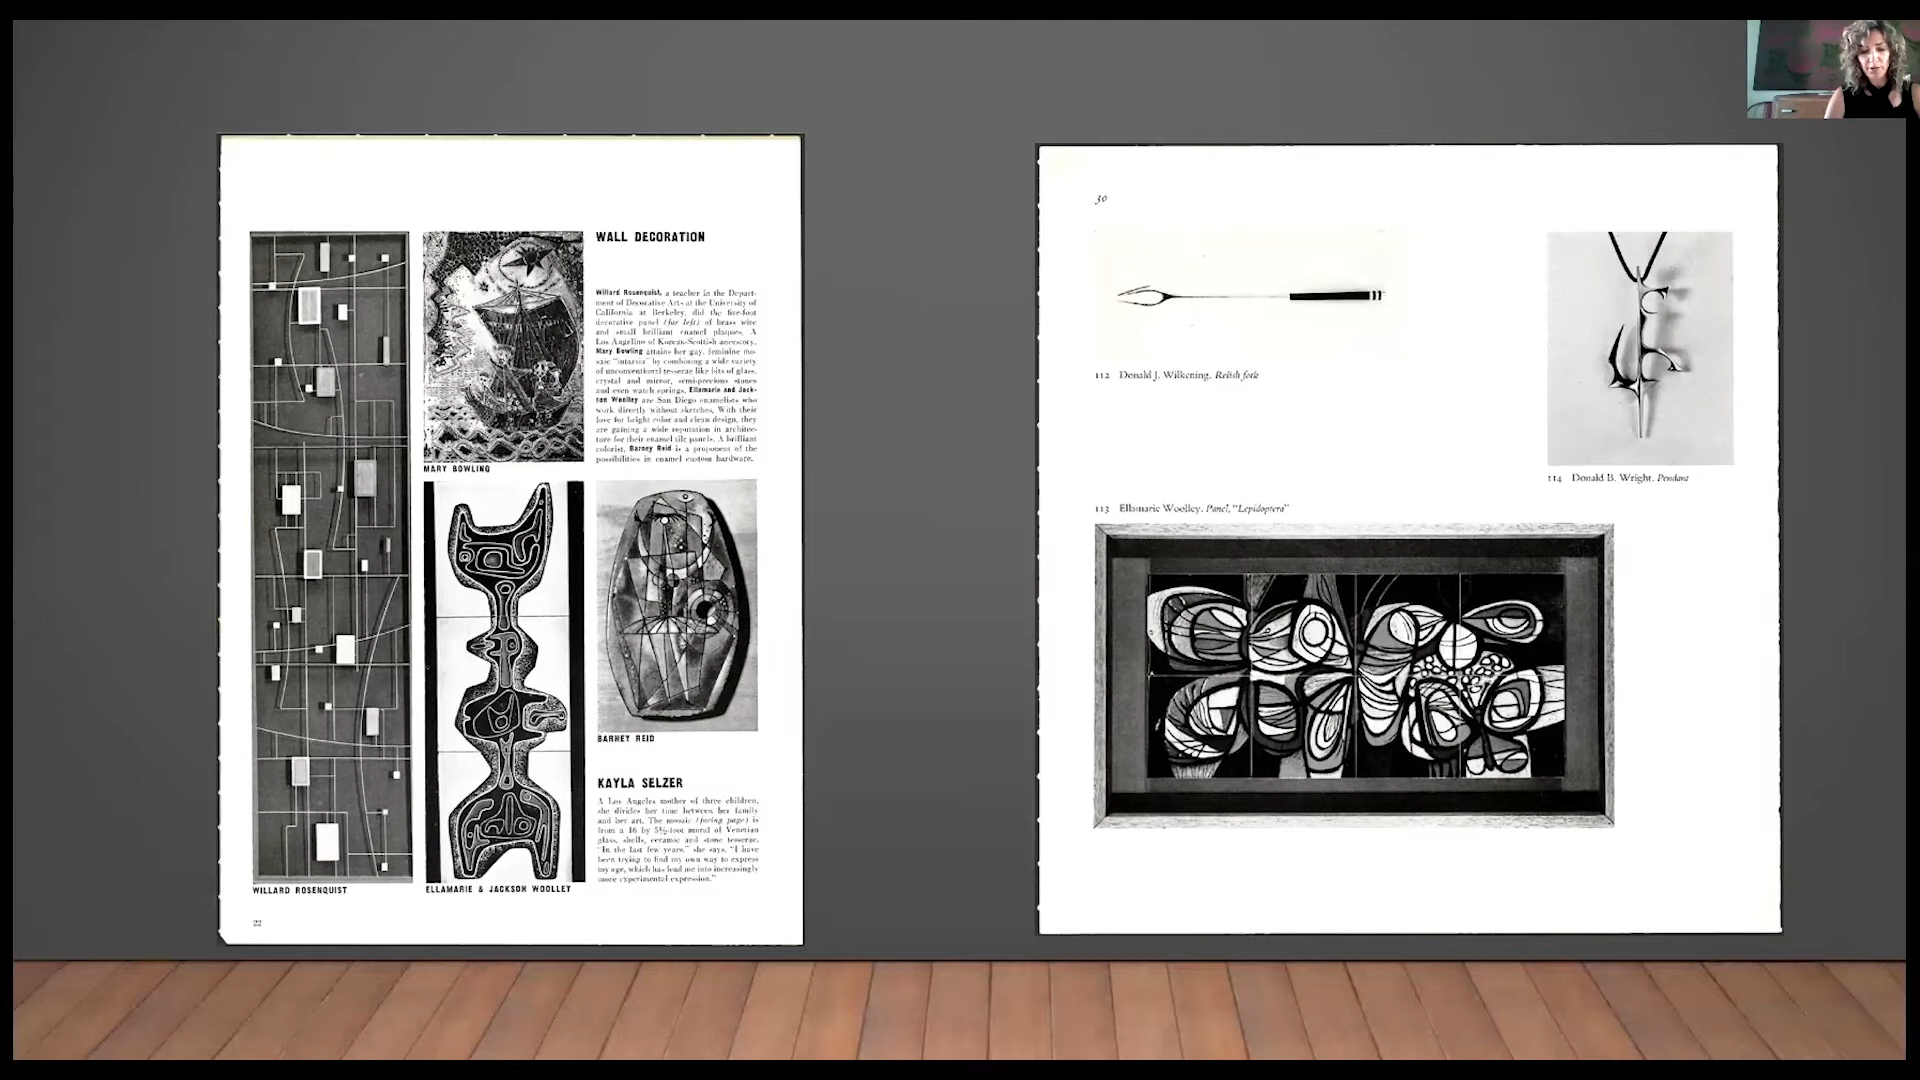 WALL DECORATION
Willard Rosenquist, a teacher in the Depart-
ment of Decorative Arts at the University of
California at Berkeley, did the five-foot
decorative panel (far left) of brass wire
and small brilliant enamel plaques. A
Los Angelino of Korean-Scottish ancestory,
Mary Bowling attains her gay, feminine mo-
saic "intarsia" by combining a wide variety
of unconventional tesserae like bits of glass,
crystal and mirror, semi-precious stones
and even watch springs. Ellamarie and Jack-
son Woolley are San Diego enamelists who
work directly without sketches. With their
love for bright color and clean design, they
are gaining a wide reputation in architec-
ture for their enamel tile panels. A brilliant
colorist, Barney Reid is a proponent of the
possibilities in enamel custom hardware.
MARY BOWLING
BARNEY REID
KAYLA SELZER
A Los Angeles mother of three children,
she divides her time between her family
and her art. The mosaic (facing page) is
from a 16 by 5½-foot mural of Venetian
glass, shells, ceramic and stone tesserae.
"In the last few years," she says, "I have
been trying to find my own way to express
my age, which has lead me into increasingly
more experimental expression."
WILLARD ROSENQUIST
ELLAMARIE & JACKSON WOOLLEY
22
30
112 Donald J. Wilkening. Relish fork
114 Donald B. Wright. Pendant
113 Ellamarie Woolley. Panel, "Lepidoptera"